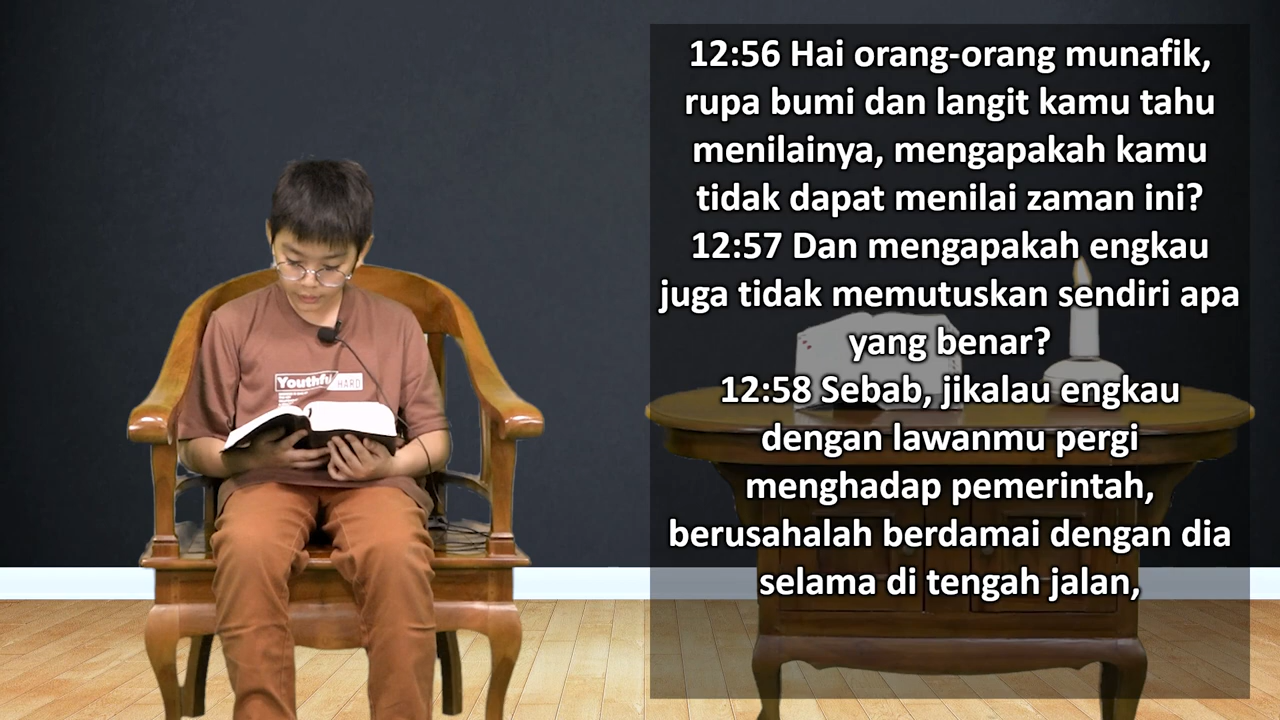 12:56 Hai orang-orang munafik,
rupa bumi dan langit kamu tahu
menilainya, mengapakah kamu
tidak dapat menilai zaman ini?
12:57 Dan mengapakah engkau
juga tidak memutuskan sendiri apa
yang benar?
12:58 Sebab, jikalau engkau
dengan lawanmu pergi
menghadap pemerintah,
berusahalah berdamai dengan dia
selama di tengah jalan,
Youthfu
HARD